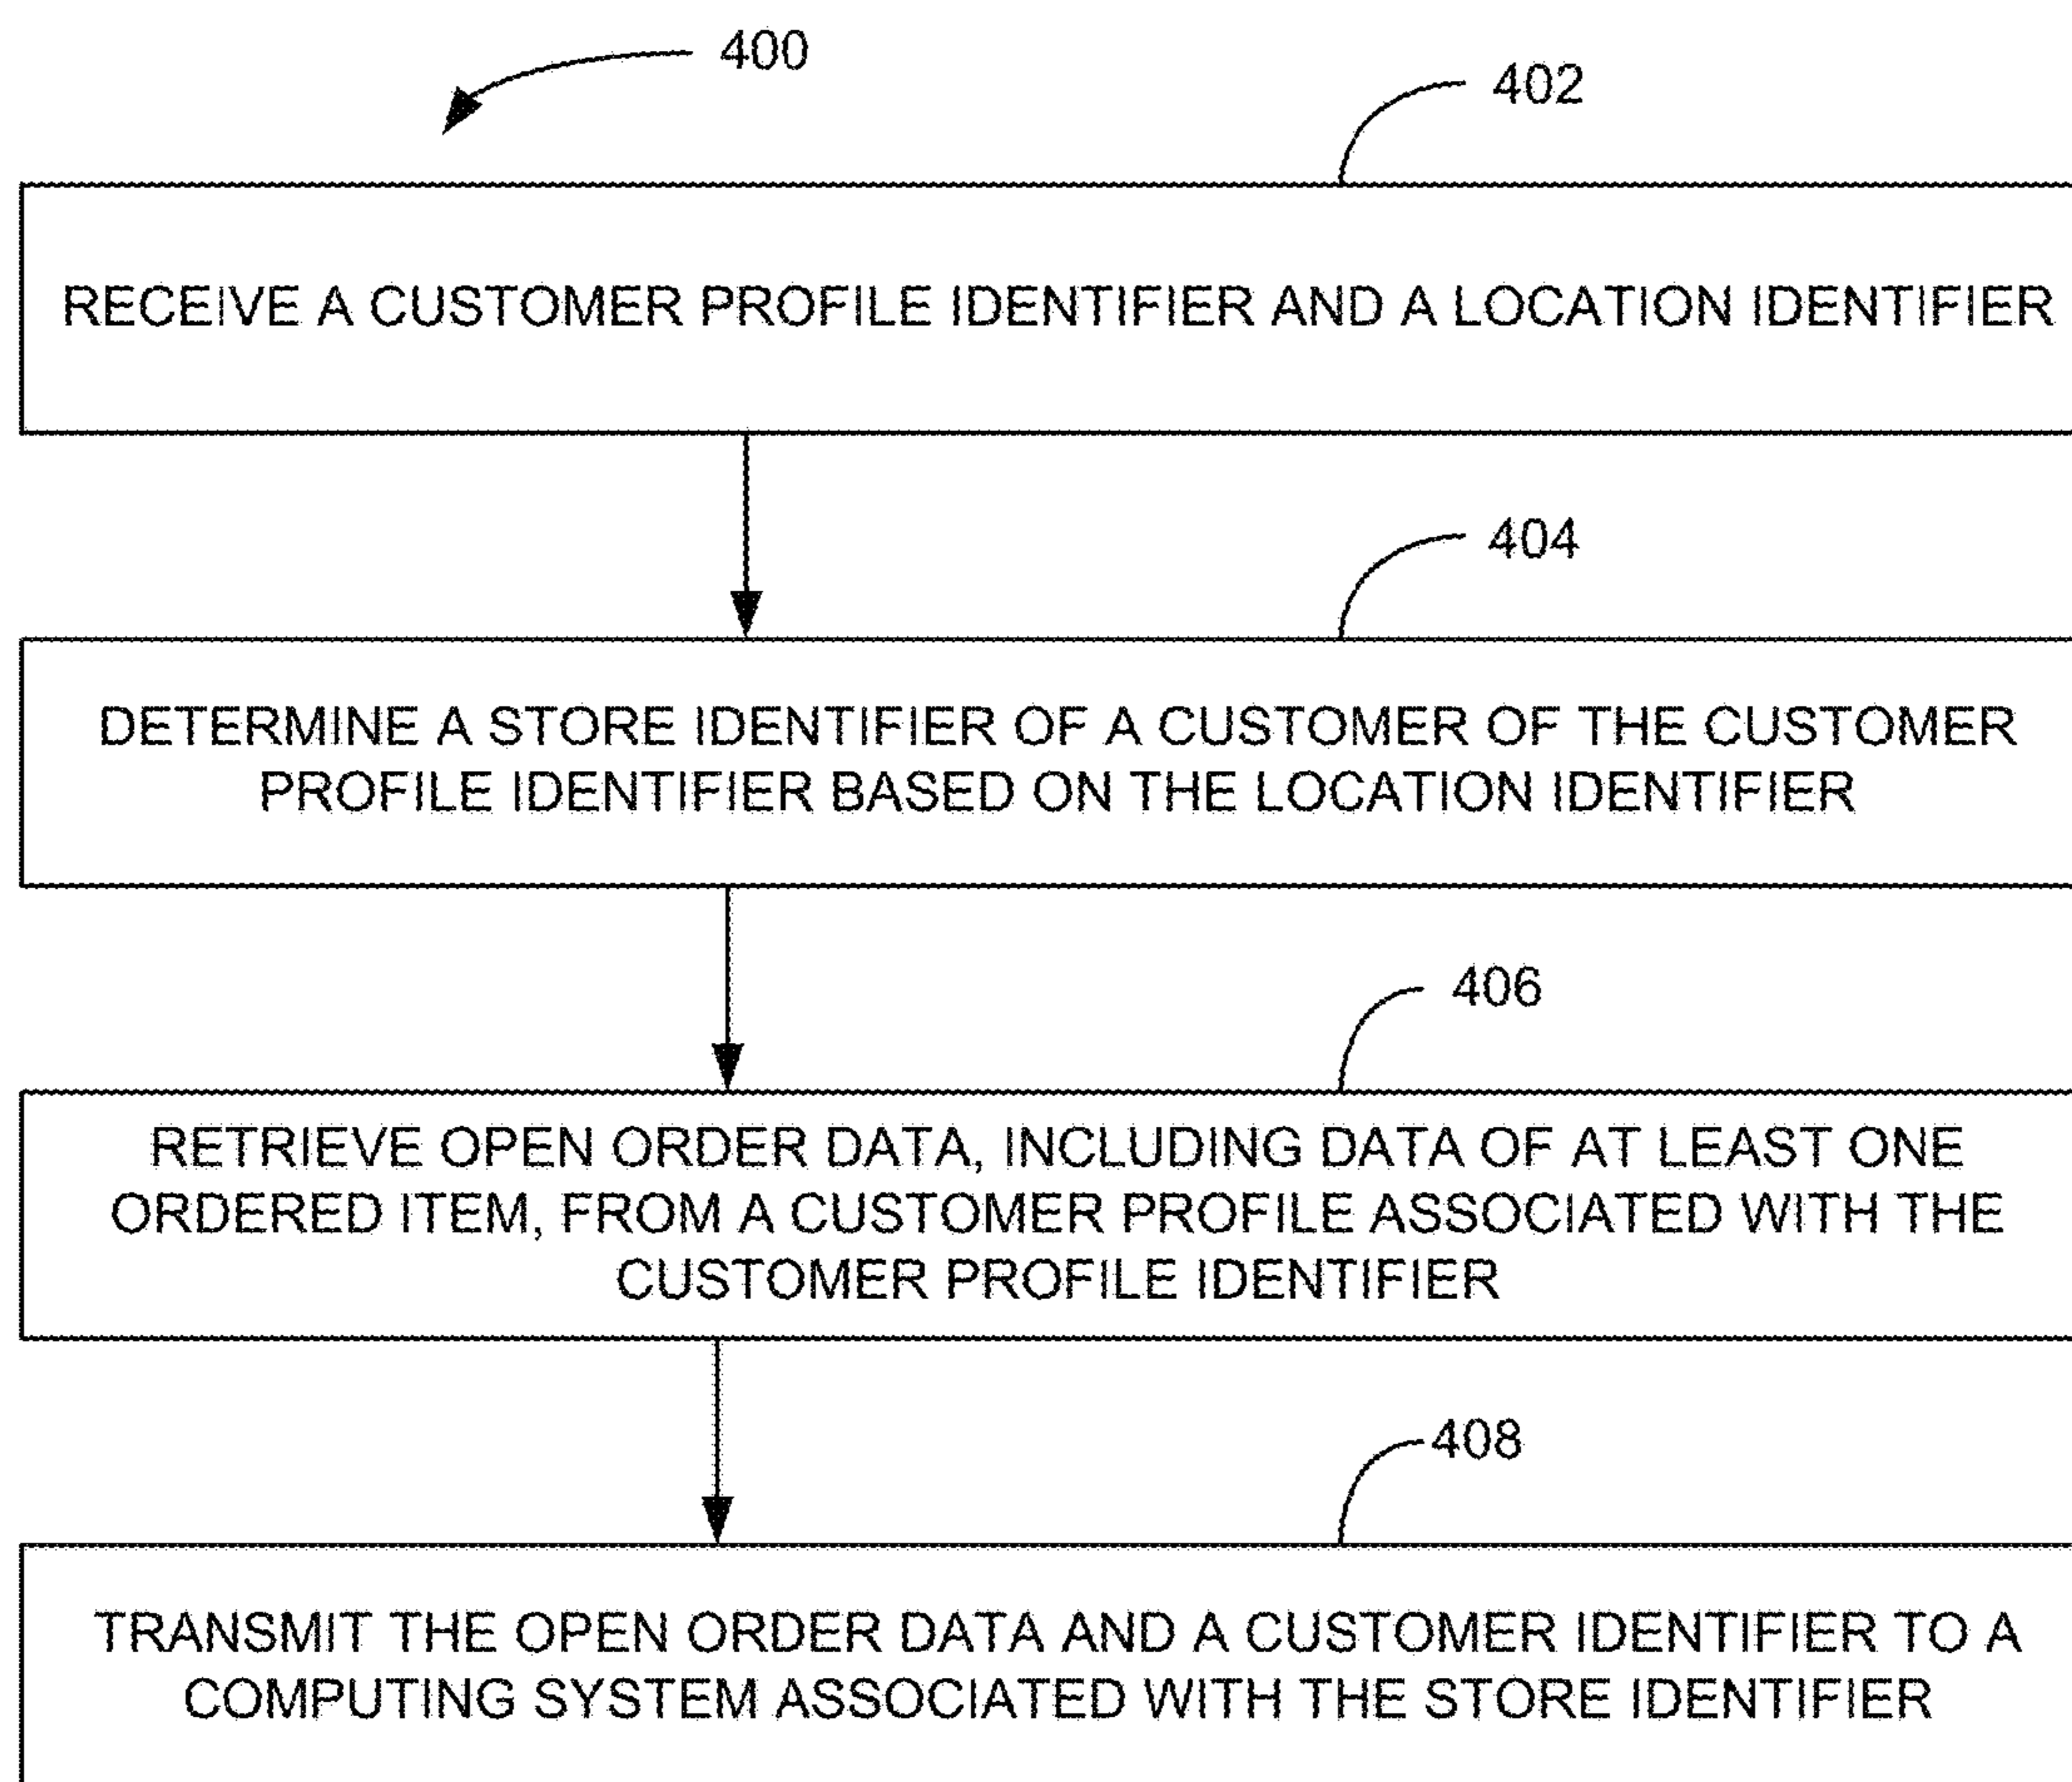 400
402
RECEIVE A CUSTOMER PROFILE IDENTIFIER AND A LOCATION IDENTIFIER
404
DETERMINE A STORE IDENTIFIER OF A CUSTOMER OF THE CUSTOMER
PROFILE IDENTIFIER BASED ON THE LOCATION IDENTIFIER
406
RETRIEVE OPEN ORDER DATA, INCLUDING DATA OF AT LEAST ONE
ORDERED ITEM, FROM A CUSTOMER PROFILE ASSOCIATED WITH THE
CUSTOMER PROFILE IDENTIFIER
408
TRANSMIT THE OPEN ORDER DATA AND A CUSTOMER IDENTIFIER TO A
COMPUTING SYSTEM ASSOCIATED WITH THE STORE IDENTIFIER